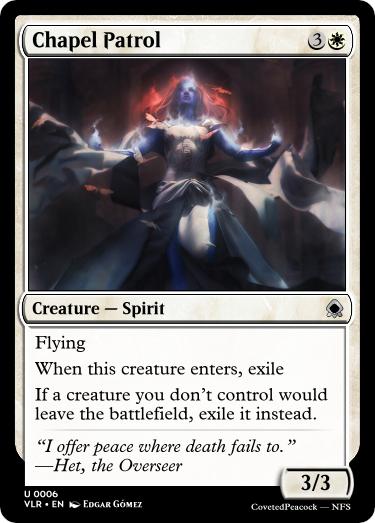 Chapel Patrol
3
Creature — Spirit
Flying
When this creature enters, exile
If a creature you don't control would
leave the battlefield, exile it instead.
"I offer peace where death fails to."
—Het, the Overseer
3/3
U 0006
VLR • EN Edgar Gómez
CovetedPeacock — NFS